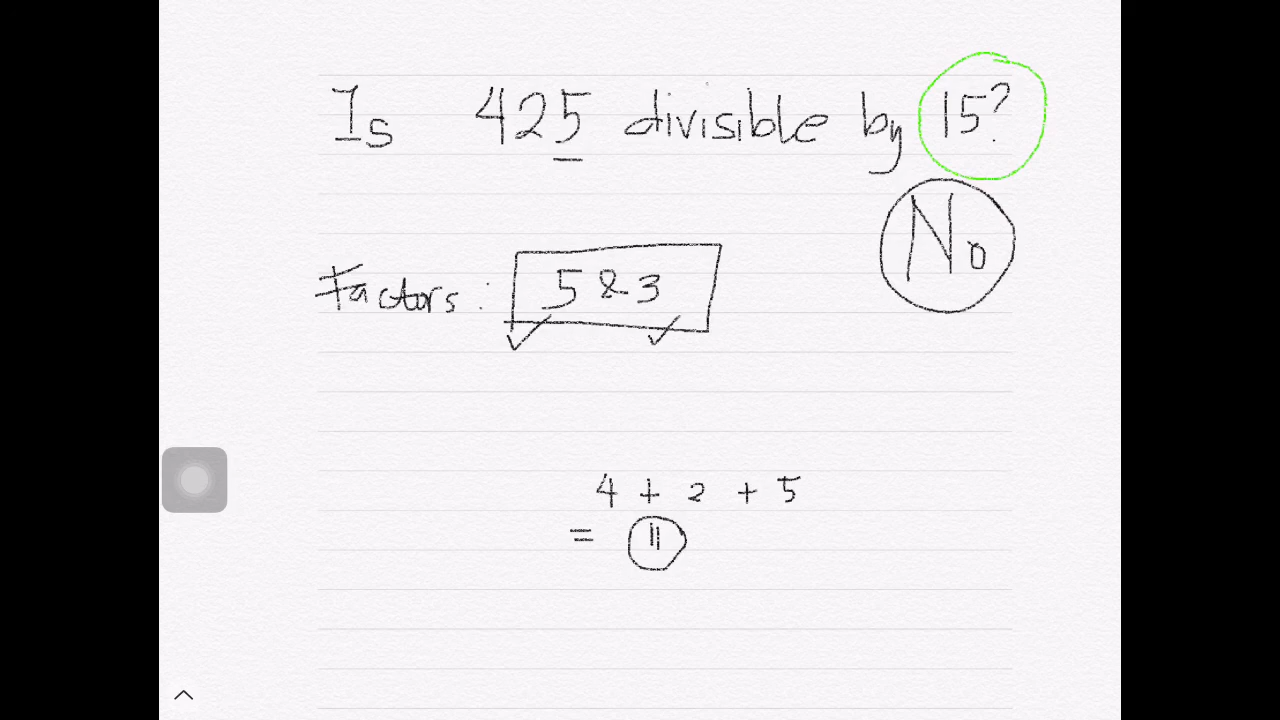 Is 425 divisible by 15?
No
Factors: 5 & 3
4 + 2 + 5
= 11